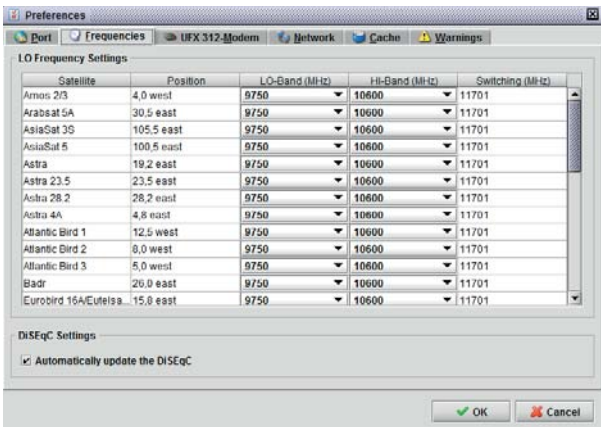 Preferences
Port Frequencies UFX 312-Modem Network Cache Warnings
LO Frequency Settings
Satellite Position LO-Band (MHz) HI-Band (MHz) Switching (MHz)
Amos 2/3 4,0 west 9750 10600 11701
Arabsat 5A 30,5 east 9750 10600 11701
AsiaSat 3S 105,5 east 9750 10600 11701
AsiaSat 5 100,5 east 9750 10600 11701
Astra 19,2 east 9750 10600 11701
Astra 23.5 23,5 east 9750 10600 11701
Astra 28.2 28,2 east 9750 10600 11701
Astra 4A 4,8 east 9750 10600 11701
Atlantic Bird 1 12,5 west 9750 10600 11701
Atlantic Bird 2 8,0 west 9750 10600 11701
Atlantic Bird 3 5,0 west 9750 10600 11701
Badr 26,0 east 9750 10600 11701
Eurobird 16A/Eutelsa... 15,8 east 9750 10600 11701
DiSEqC Settings
Automatically update the DiSEqC
OK Cancel